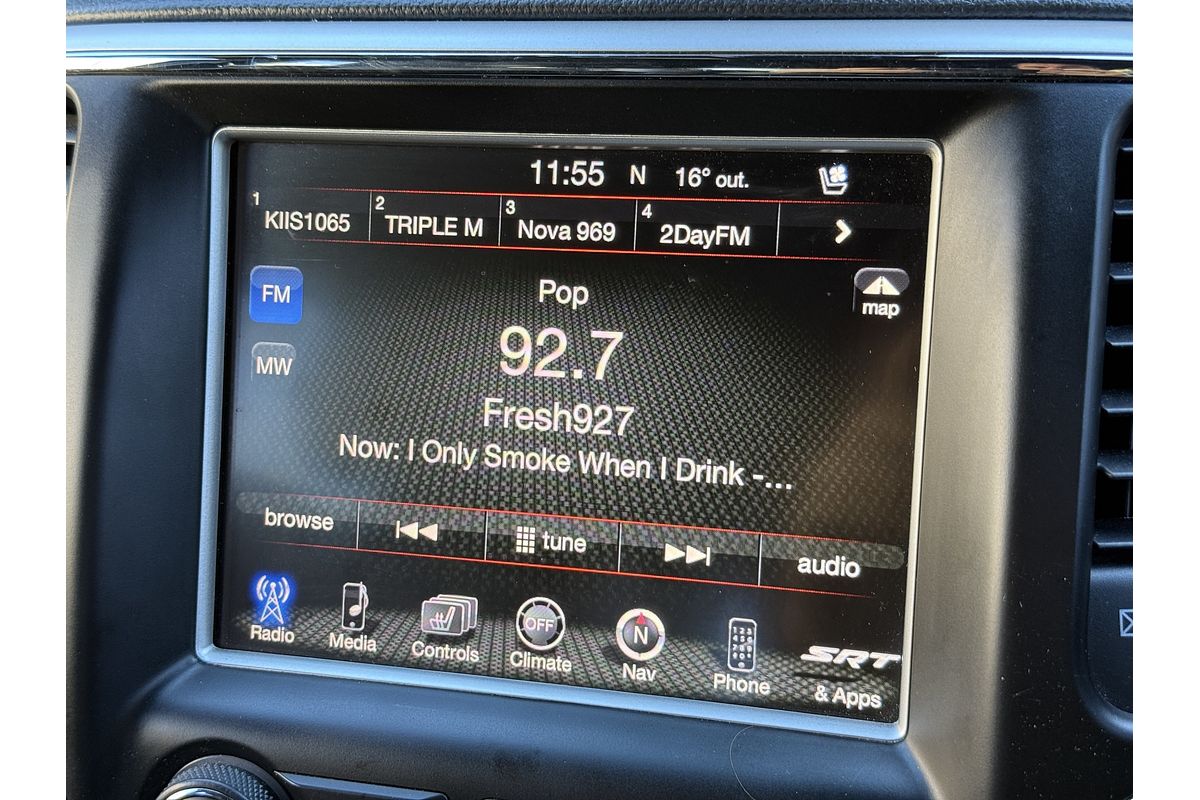 11:55 N 16° out.
1 KIIS1065 2 TRIPLE M 3 Nova 969 4 2DayFM
FM
map
Pop
92.7
MW
Fresh927
Now: I Only Smoke When I Drink -...
browse tune audio
OFF N
Radio Media Controls Climate Nav Phone SRT
& Apps